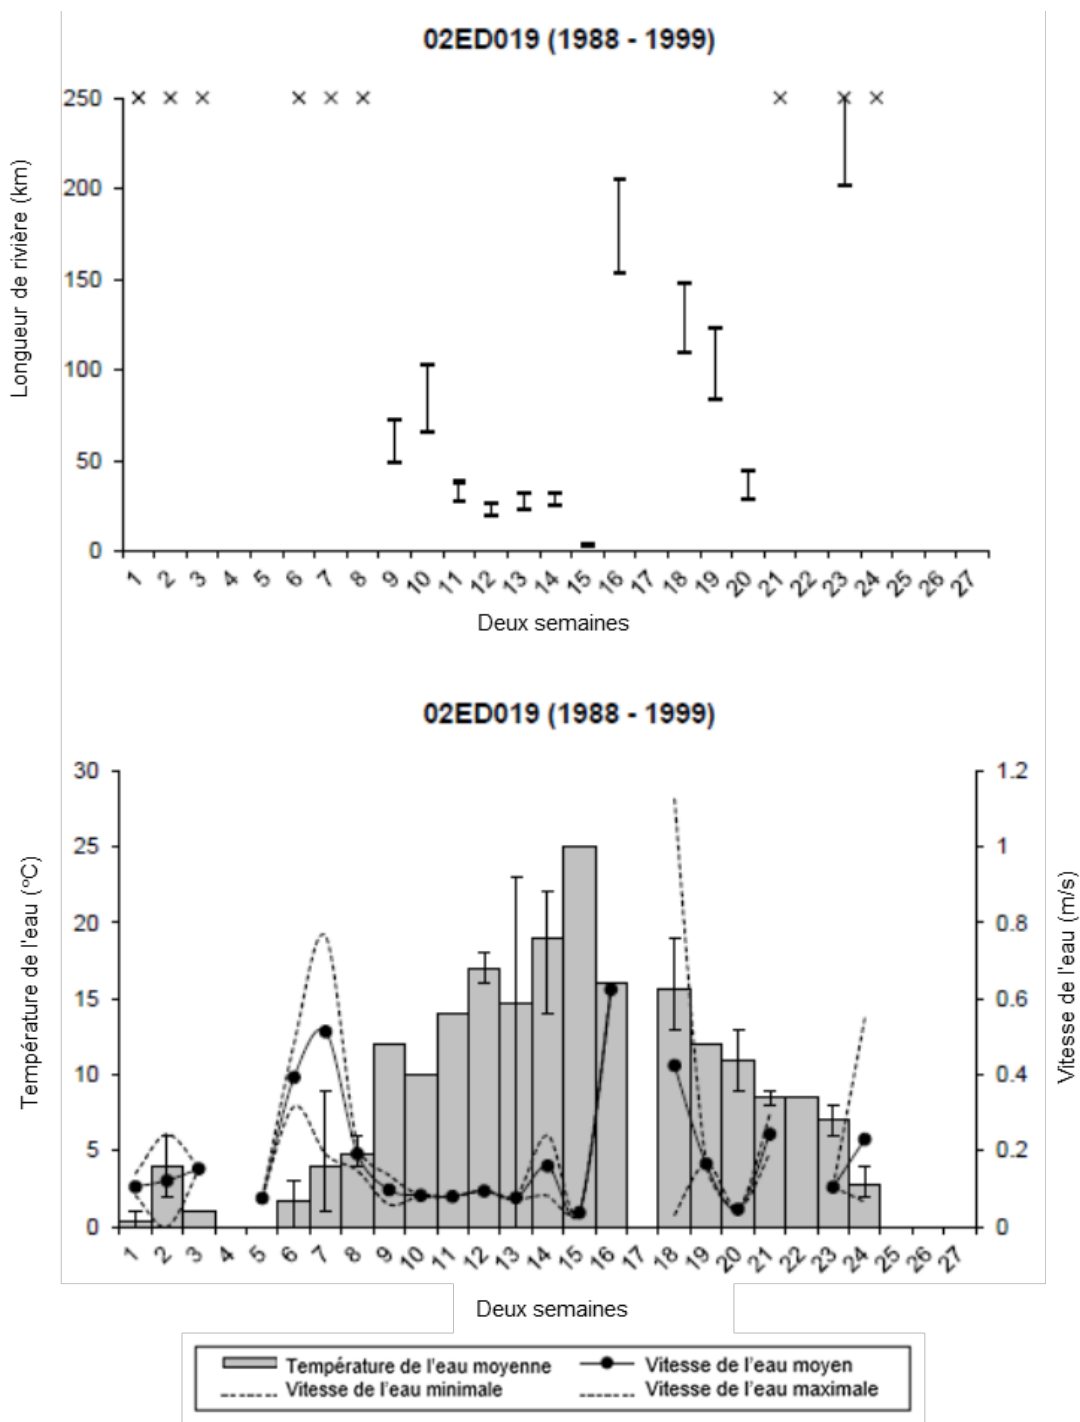 02ED019 (1988 - 1999)
Longueur de rivière (km)
250
200
150
100
50
0
1 2 3 4 5 6 7 8 9 10 11 12 13 14 15 16 17 18 19 20 21 22 23 24 25 26 27
Deux semaines
02ED019 (1988 - 1999)
Température de l'eau (°C)
30
25
20
15
10
5
0
1.2
1
0.8
0.6
0.4
0.2
0
Vitesse de l'eau (m/s)
1 2 3 4 5 6 7 8 9 10 11 12 13 14 15 16 17 18 19 20 21 22 23 24 25 26 27
Deux semaines
Température de l'eau moyenne
Vitesse de l'eau moyen
Vitesse de l'eau minimale
Vitesse de l'eau maximale